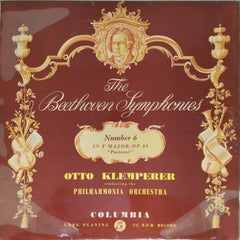 The
Beethoven Symphonies
Number 6
IN F MAJOR, OP. 68
"Pastoral"
OTTO KLEMPERER
conducting the
PHILHARMONIA ORCHESTRA
COLUMBIA
LONG PLAYING 33⅓ R.P.M. RECORD